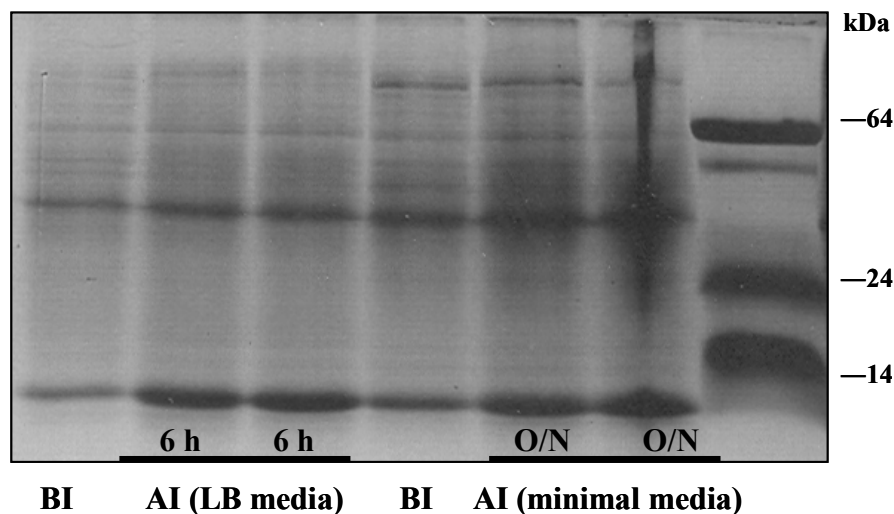 kDa
—64
—24
—14
6 h 6 h O/N O/N
BI AI (LB media) BI AI (minimal media)